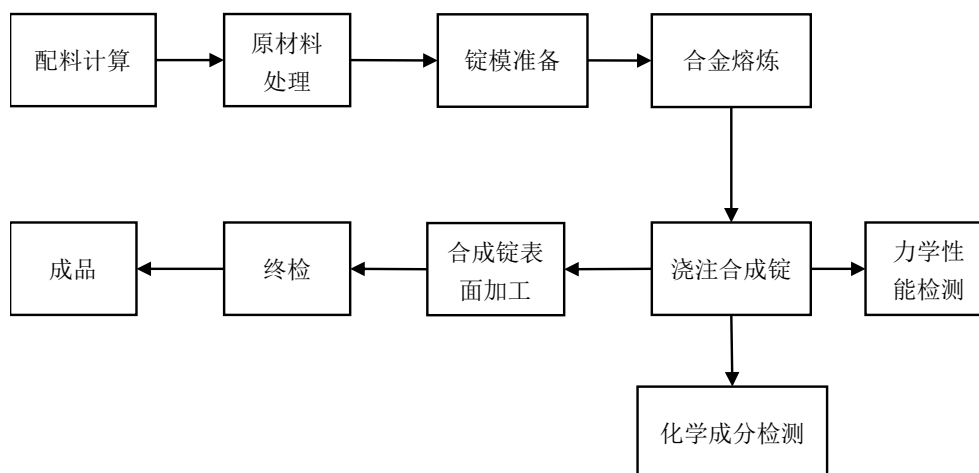 配料计算
原材料
处理
锭模准备
合金熔炼
成品
终检
合成锭表
面加工
浇注合成锭
力学性
能检测
化学成分检测